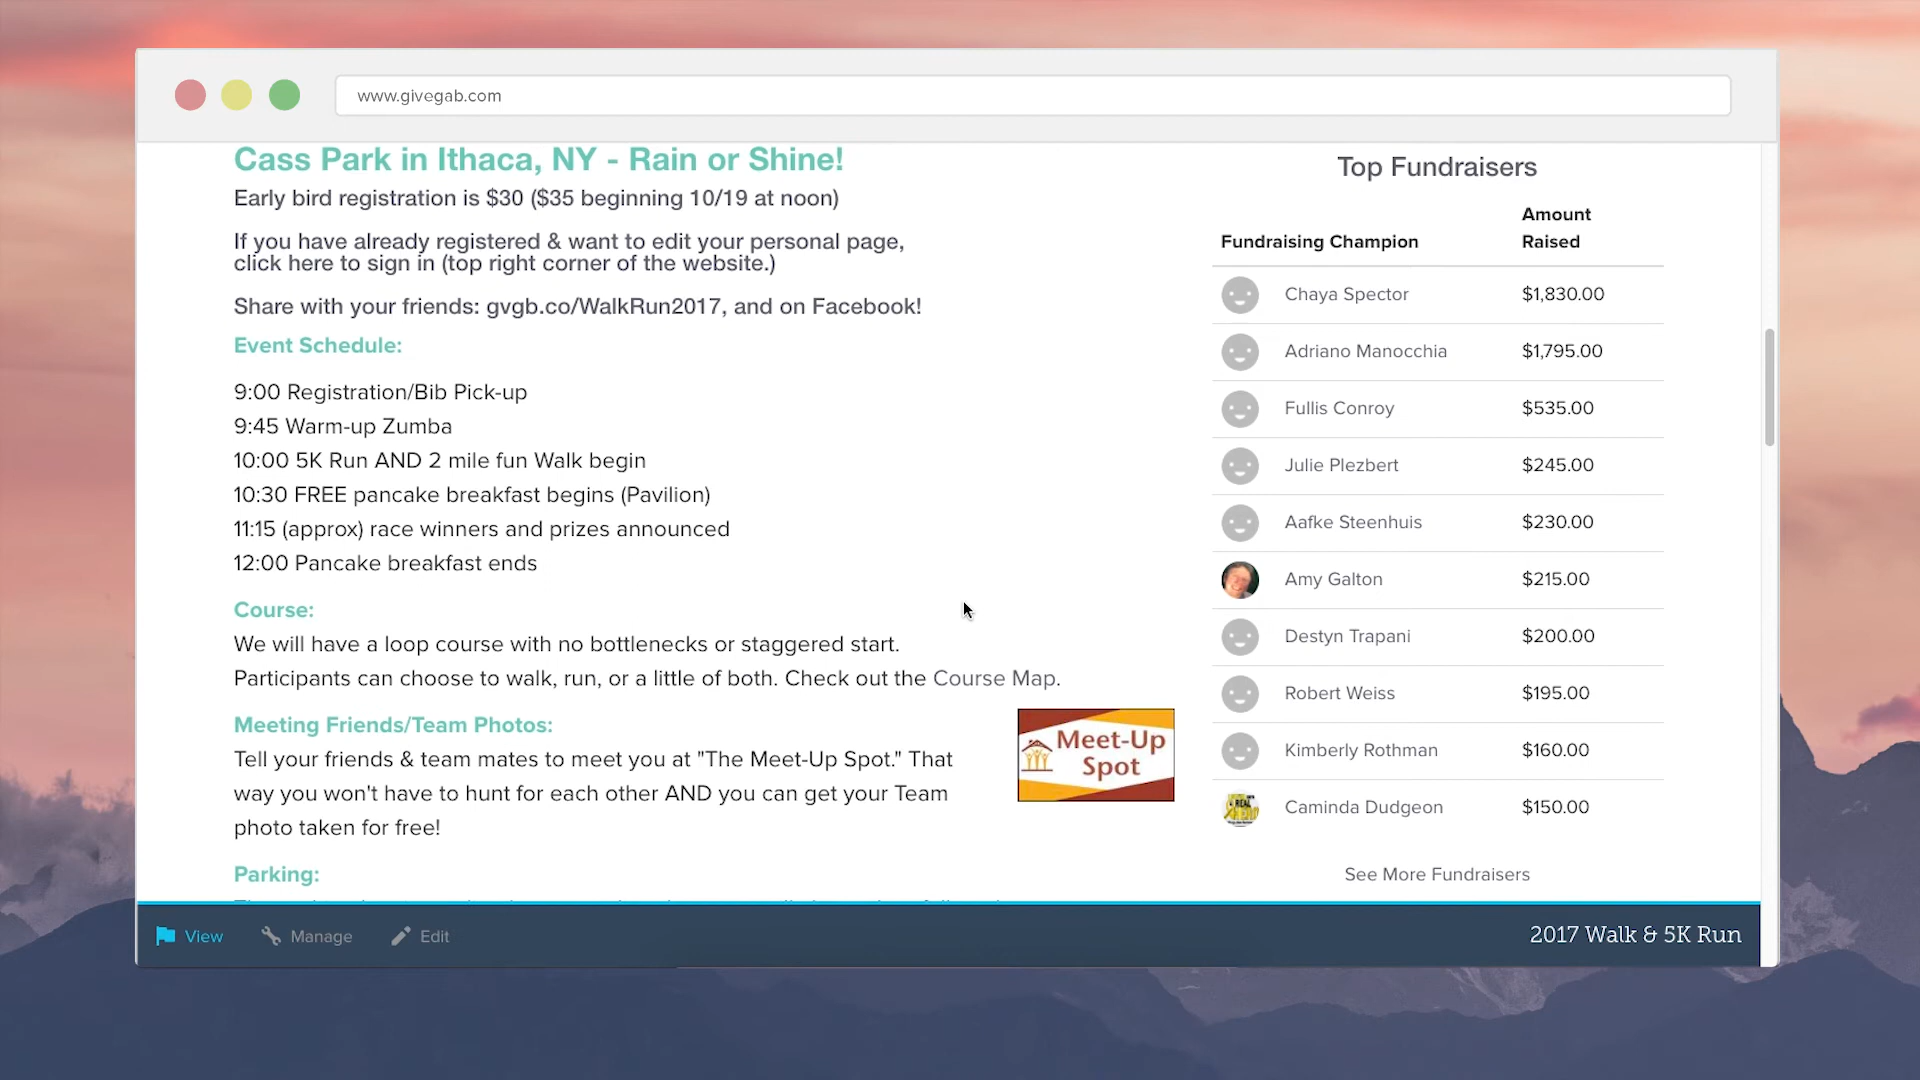 www.givegab.com
Cass Park in Ithaca, NY - Rain or Shine!
Early bird registration is $30 ($35 beginning 10/19 at noon)
If you have already registered & want to edit your personal page,
click here to sign in (top right corner of the website.)
Share with your friends: gvgb.co/WalkRun2017, and on Facebook!
Event Schedule:
9:00 Registration/Bib Pick-up
9:45 Warm-up Zumba
10:00 5K Run AND 2 mile fun Walk begin
10:30 FREE pancake breakfast begins (Pavilion)
11:15 (approx) race winners and prizes announced
12:00 Pancake breakfast ends
Course:
We will have a loop course with no bottlenecks or staggered start.
Participants can choose to walk, run, or a little of both. Check out the Course Map.
Meeting Friends/Team Photos:
Tell your friends & team mates to meet you at "The Meet-Up Spot." That
way you won't have to hunt for each other AND you can get your Team
photo taken for free!
Meet-Up
Spot
Parking:
Top Fundraisers
Fundraising Champion Amount
Raised
Chaya Spector $1,830.00
Adriano Manocchia $1,795.00
Fullis Conroy $535.00
Julie Plezbert $245.00
Aafke Steenhuis $230.00
Amy Galton $215.00
Destyn Trapani $200.00
Robert Weiss $195.00
Kimberly Rothman $160.00
Caminda Dudgeon $150.00
See More Fundraisers
View Manage Edit 2017 Walk & 5K Run